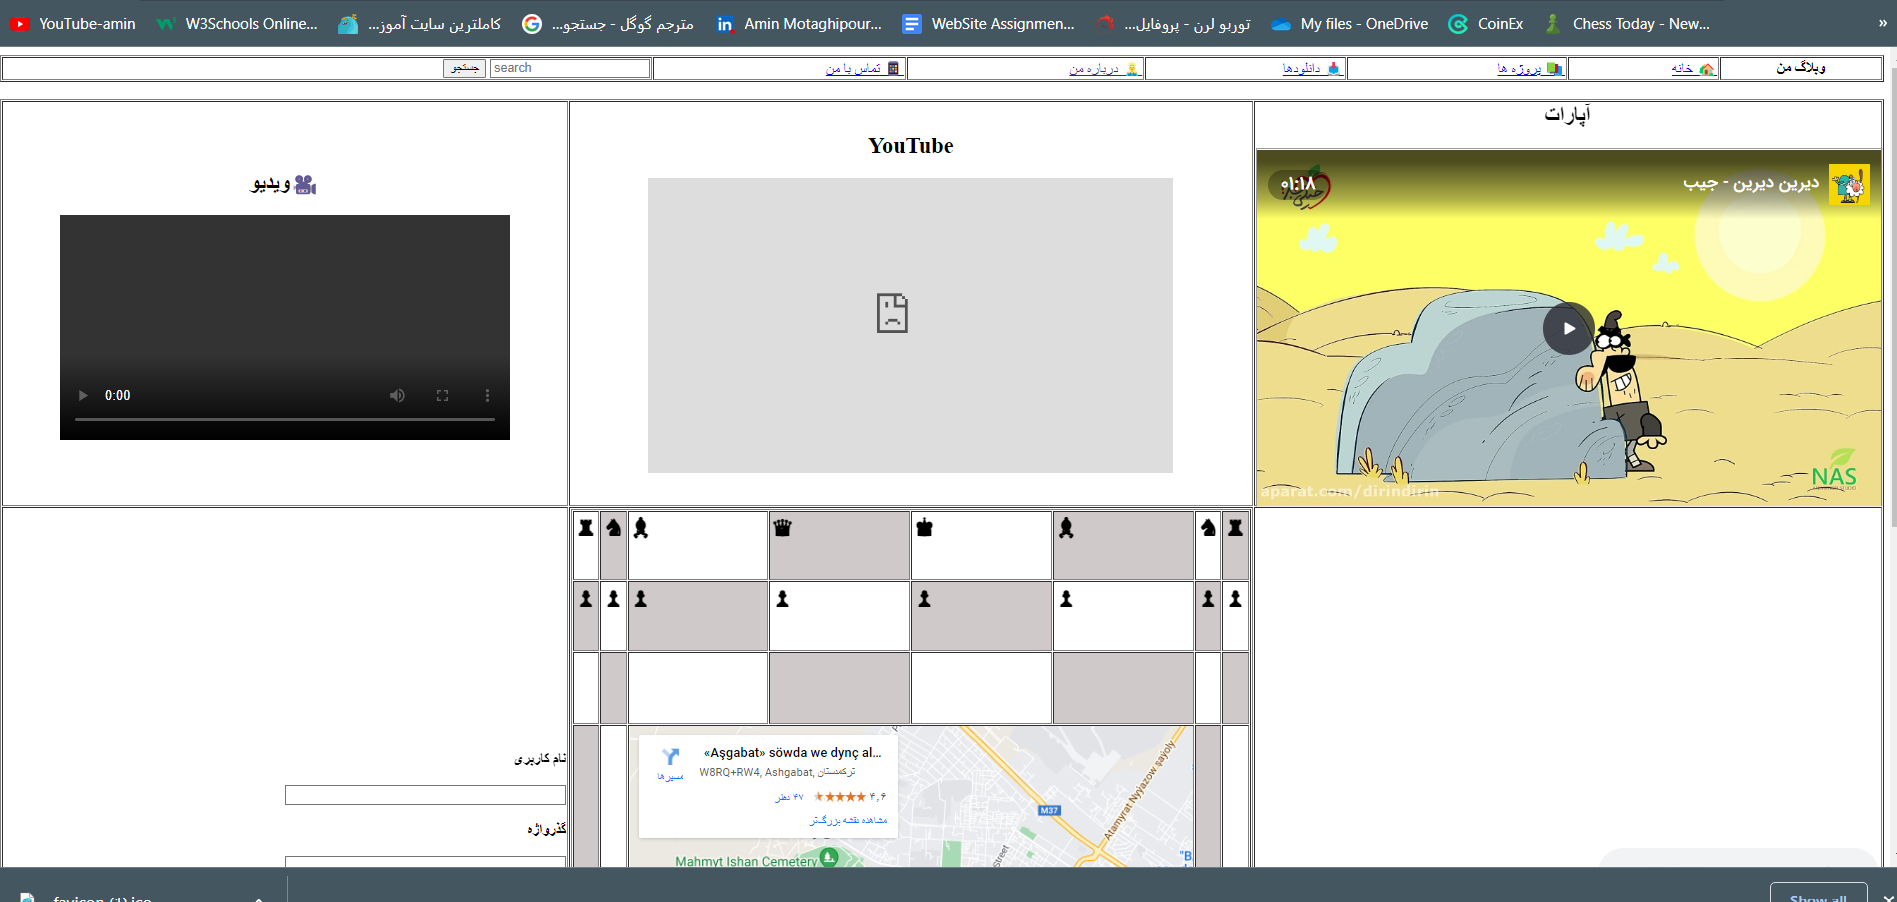 YouTube-amin
W3Schools Online...
کاملترین سایت آموز...
مترجم گوگل - جستجو...
Amin Motaghipour...
WebSite Assignmen...
توربو لرن - پروفایل...
My files - OneDrive
CoinEx
Chess Today - New...
»
وبلاگ من
خانه
پروژه ها
دانلودها
درباره من
تماس با من
search
جستجو
آپارات
دیرین دیرین - جیب
۰۱:۱۸
NAS
aparat.com/dirindirin
YouTube
ویدیو
0:00
«Aşgabat» söwda we dynç al...
W8RQ+RW4, Ashgabat, ترکمنستان
۴٫۶ ۴۷ نظر
مشاهده نقشه بزرگ‌تر
مسیرها
M37
Atamyrat Nyýazow şaýoly
Street
Mahmyt Ishan Cemetery
"B
نام کاربری
گذرواژه
favicon (1).ico
Show all